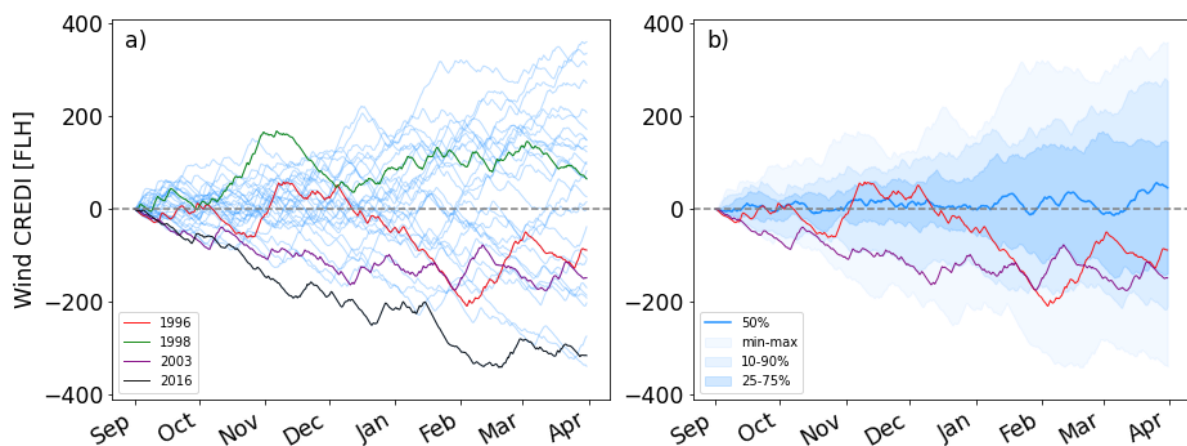 a)
b)
Wind CREDI [FLH]
400
200
0
−200
−400
1996
1998
2003
2016
Sep
Oct
Nov
Dec
Jan
Feb
Mar
Apr
400
200
0
−200
−400
50%
min-max
10-90%
25-75%
Sep
Oct
Nov
Dec
Jan
Feb
Mar
Apr